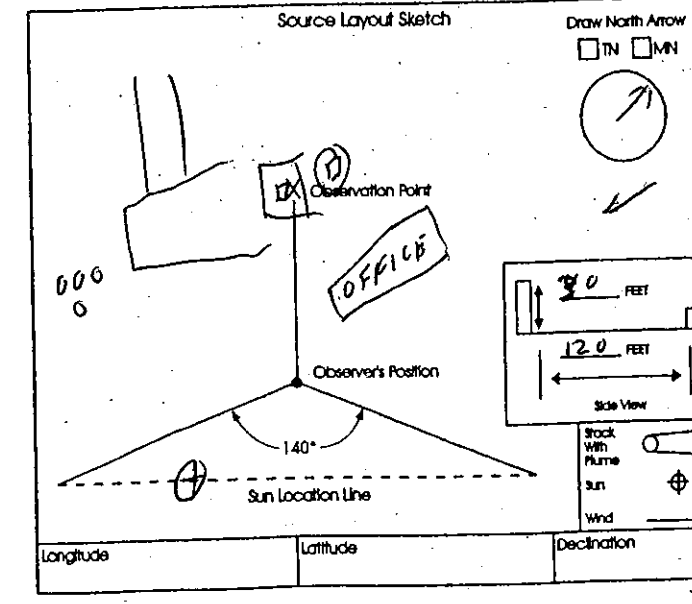 Source Layout Sketch
Draw North Arrow
TN MN
Observation Point
OFFICE
FEET
120 FEET
Observer's Position
Side View
140°
Stack
With
Plume
Sun
Sun Location Line
Wind
Longitude
Latitude
Declination